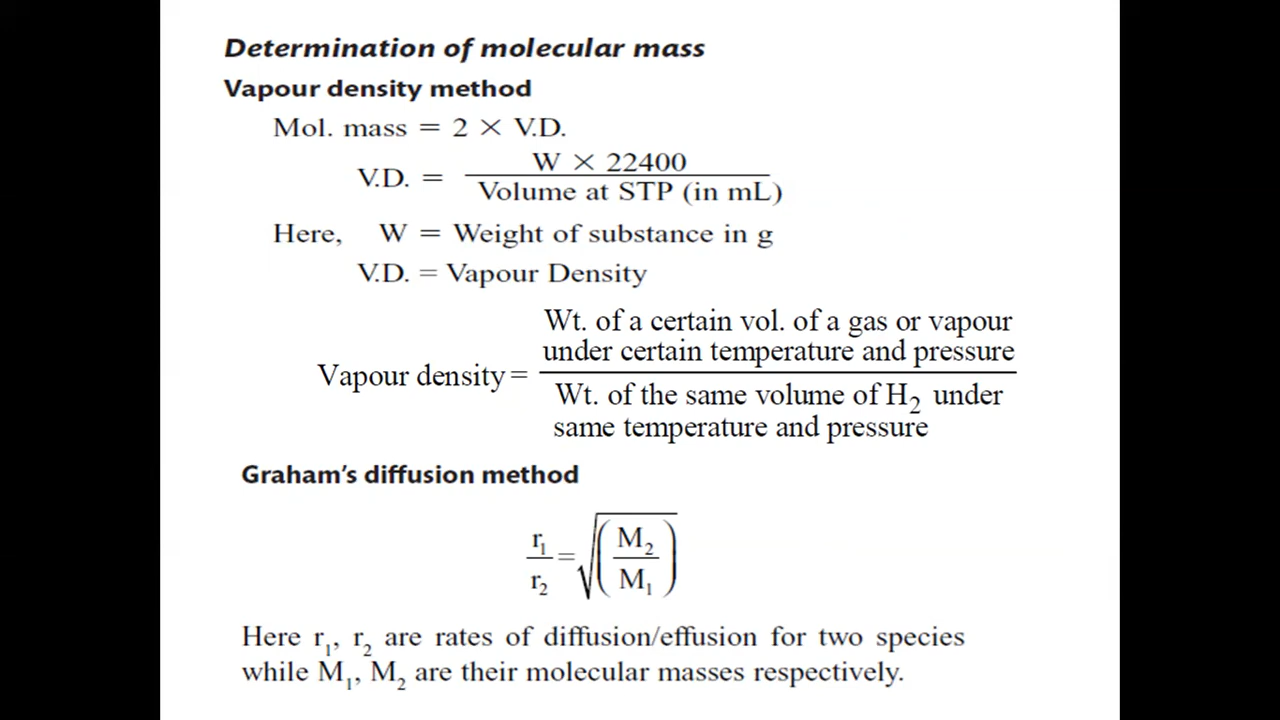 Determination of molecular mass
Vapour density method
Mol. mass = 2 × V.D.
V.D. = W × 22400 / Volume at STP (in mL)
Here, W = Weight of substance in g
V.D. = Vapour Density
Wt. of a certain vol. of a gas or vapour
under certain temperature and pressure
Vapour density =
Wt. of the same volume of H₂ under
same temperature and pressure
Graham's diffusion method
r₁/r₂ = √(M₂/M₁)
Here r₁, r₂ are rates of diffusion/effusion for two species
while M₁, M₂ are their molecular masses respectively.